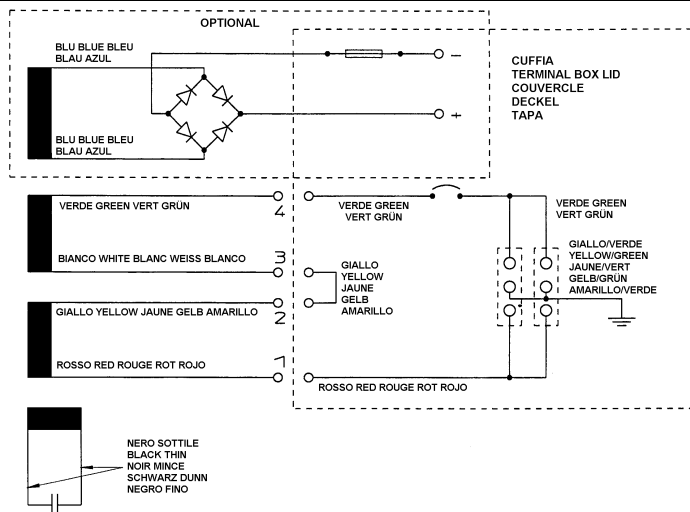 OPTIONAL
BLU BLUE BLEU
BLAU AZUL
−
CUFFIA
TERMINAL BOX LID
COUVERCLE
DECKEL
TAPA
+
BLU BLUE BLEU
BLAU AZUL
VERDE GREEN VERT GRÜN
4
VERDE GREEN
VERT GRÜN
VERDE GREEN
VERT GRÜN
BIANCO WHITE BLANC WEISS BLANCO
3
GIALLO
YELLOW
JAUNE
GELB
AMARILLO
GIALLO/VERDE
YELLOW/GREEN
JAUNE/VERT
GELB/GRÜN
AMARILLO/VERDE
GIALLO YELLOW JAUNE GELB AMARILLO
2
ROSSO RED ROUGE ROT ROJO
1
ROSSO RED ROUGE ROT ROJO
NERO SOTTILE
BLACK THIN
NOIR MINCE
SCHWARZ DUNN
NEGRO FINO